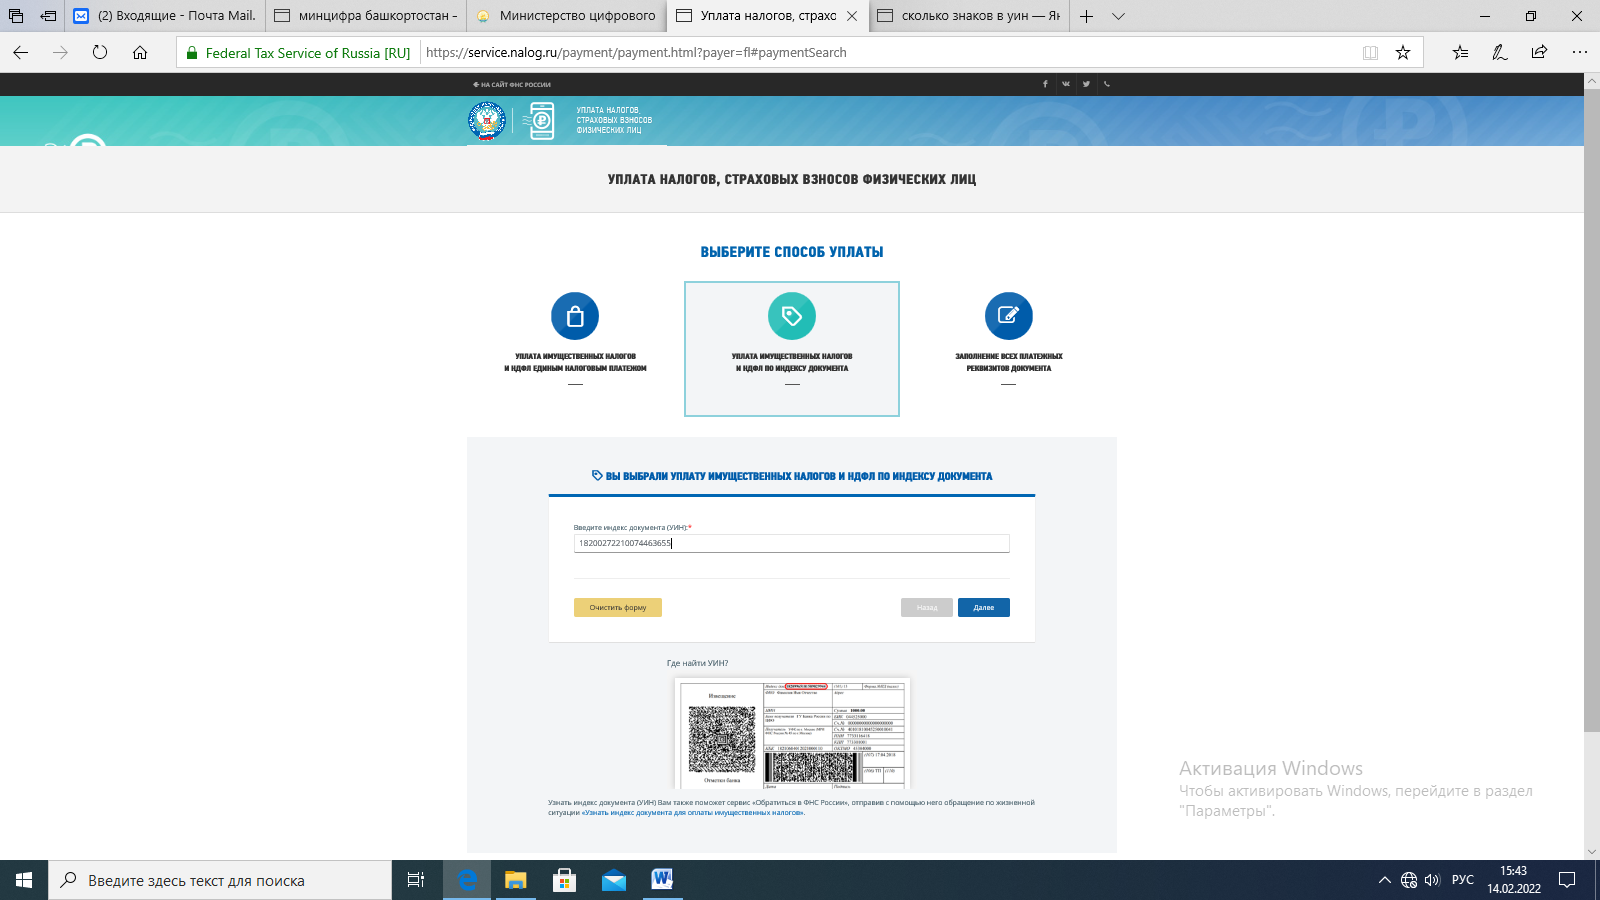 (2) Входящие - Почта Mail.
минцифра башкортостан –
Министерство цифрового
Уплата налогов, страхо
сколько знаков в уин — Ян
Federal Tax Service of Russia [RU]
https://service.nalog.ru/payment/payment.html?payer=fl#paymentSearch
НА САЙТ ФНС РОССИИ
УПЛАТА НАЛОГОВ,
СТРАХОВЫХ ВЗНОСОВ
ФИЗИЧЕСКИХ ЛИЦ
УПЛАТА НАЛОГОВ, СТРАХОВЫХ ВЗНОСОВ ФИЗИЧЕСКИХ ЛИЦ
ВЫБЕРИТЕ СПОСОБ УПЛАТЫ
УПЛАТА ИМУЩЕСТВЕННЫХ НАЛОГОВ
И НДФЛ ЕДИНЫМ НАЛОГОВЫМ ПЛАТЕЖОМ
УПЛАТА ИМУЩЕСТВЕННЫХ НАЛОГОВ
И НДФЛ ПО ИНДЕКСУ ДОКУМЕНТА
ЗАПОЛНЕНИЕ ВСЕХ ПЛАТЕЖНЫХ
РЕКВИЗИТОВ ДОКУМЕНТА
ВЫ ВЫБРАЛИ УПЛАТУ ИМУЩЕСТВЕННЫХ НАЛОГОВ И НДФЛ ПО ИНДЕКСУ ДОКУМЕНТА
Введите индекс документа (УИН):*
18200272210074463655
Очистить форму
Назад
Далее
Где найти УИН?
Извещение
Отметки банка
Узнать индекс документа (УИН) Вам также поможет сервис «Обратиться в ФНС России», отправив с помощью него обращение по жизненной
ситуации «Узнать индекс документа для оплаты имущественных налогов».
Активация Windows
Чтобы активировать Windows, перейдите в раздел
"Параметры".
Введите здесь текст для поиска
РУС
15:43
14.02.2022